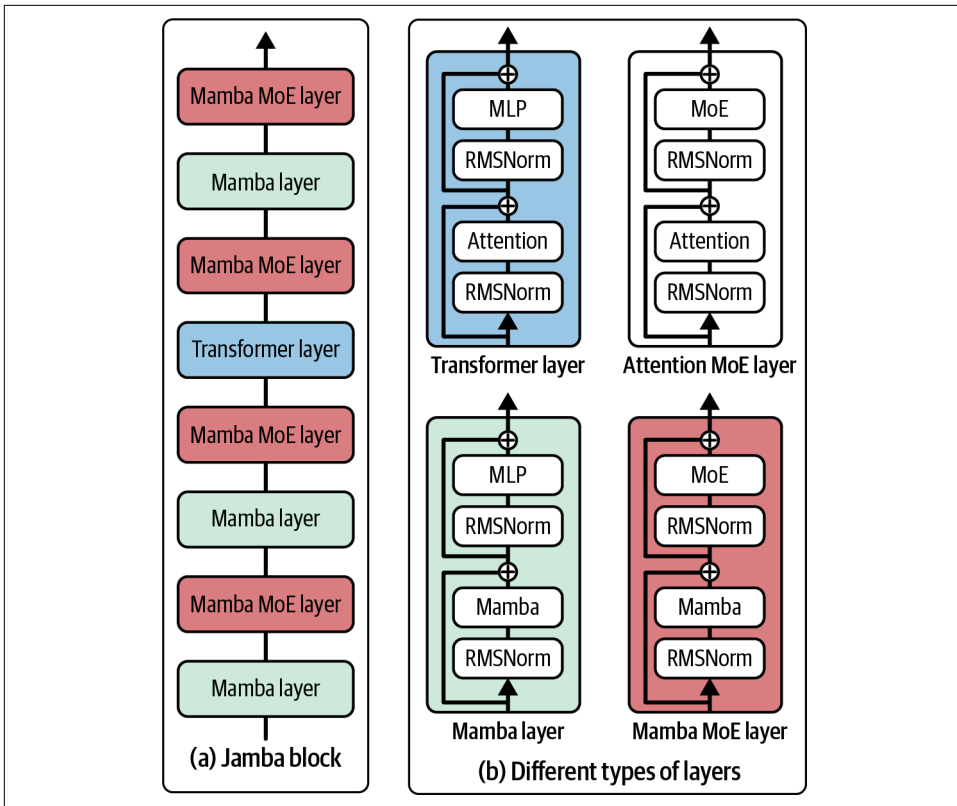 Mamba MoE layer
Mamba layer
Mamba MoE layer
Transformer layer
Mamba MoE layer
Mamba layer
Mamba MoE layer
Mamba layer
(a) Jamba block
MLP
RMSNorm
Attention
RMSNorm
Transformer layer
MoE
RMSNorm
Attention
RMSNorm
Attention MoE layer
MLP
RMSNorm
Mamba
RMSNorm
Mamba layer
MoE
RMSNorm
Mamba
RMSNorm
Mamba MoE layer
(b) Different types of layers